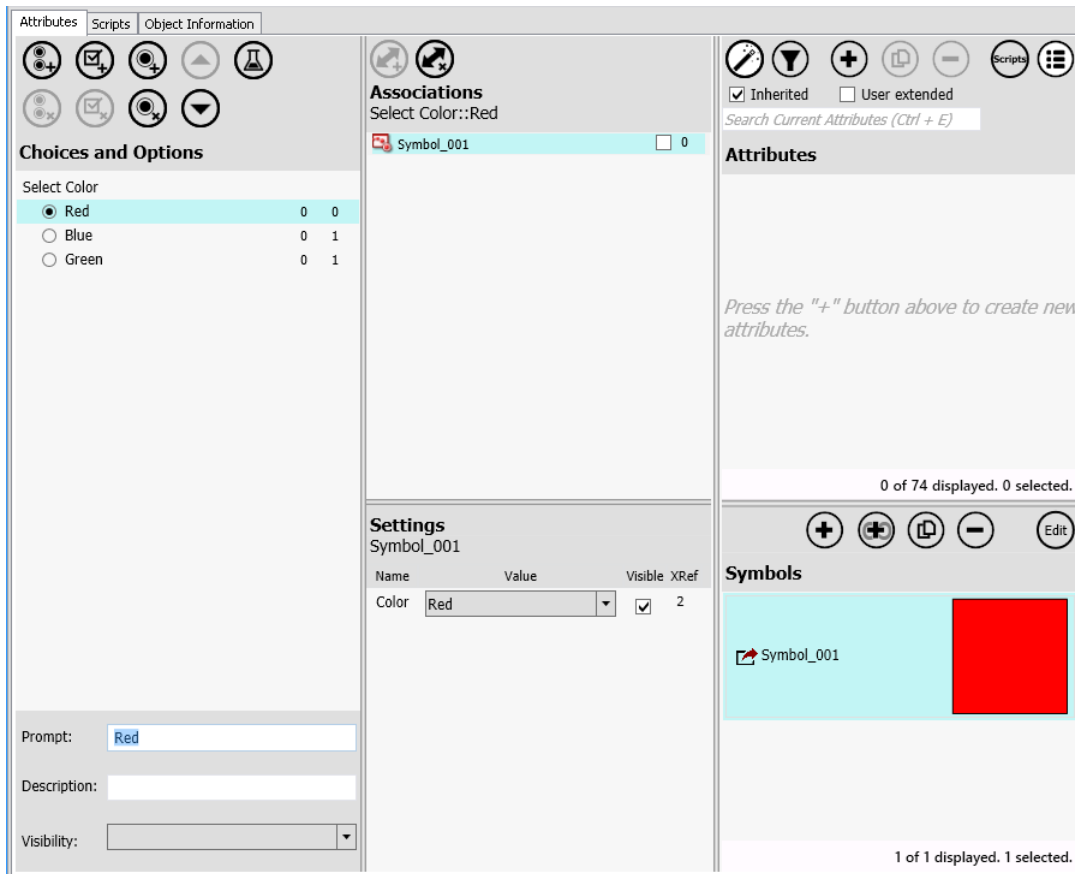 Attributes Scripts Object Information
Choices and Options
Select Color
Red 0 0
Blue 0 1
Green 0 1
Prompt: Red
Description:
Visibility:
Associations
Select Color::Red
Symbol_001 0
Settings
Symbol_001
Name Value Visible XRef
Color Red 2
Scripts
Inherited User extended
Search Current Attributes (Ctrl + E)
Attributes
Press the "+" button above to create new
attributes.
0 of 74 displayed. 0 selected.
Edit
Symbols
Symbol_001
1 of 1 displayed. 1 selected.